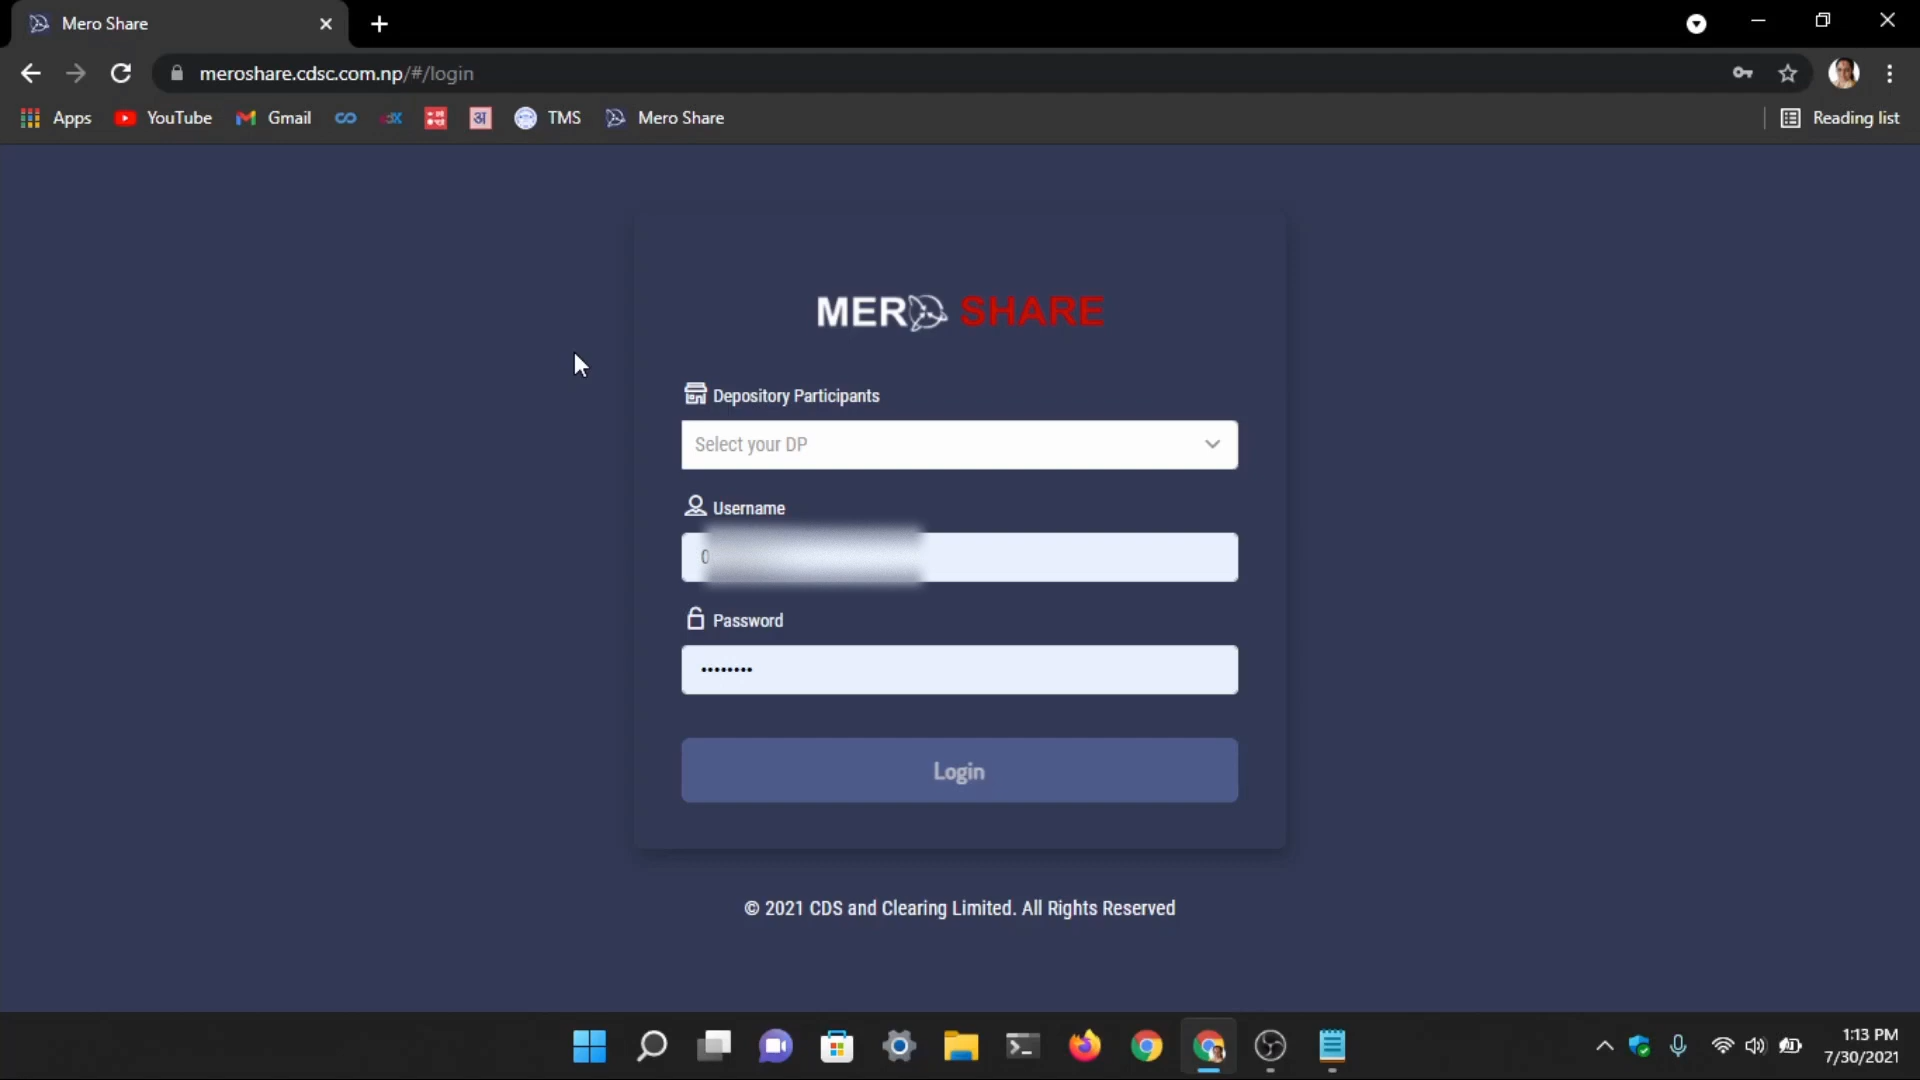 Mero Share
meroshare.cdsc.com.np/#/login
Apps YouTube Gmail अ TMS Mero Share Reading list
MERO SHARE
Depository Participants
Select your DP
Username
0
Password
Login
© 2021 CDS and Clearing Limited. All Rights Reserved
1:13 PM
7/30/2021